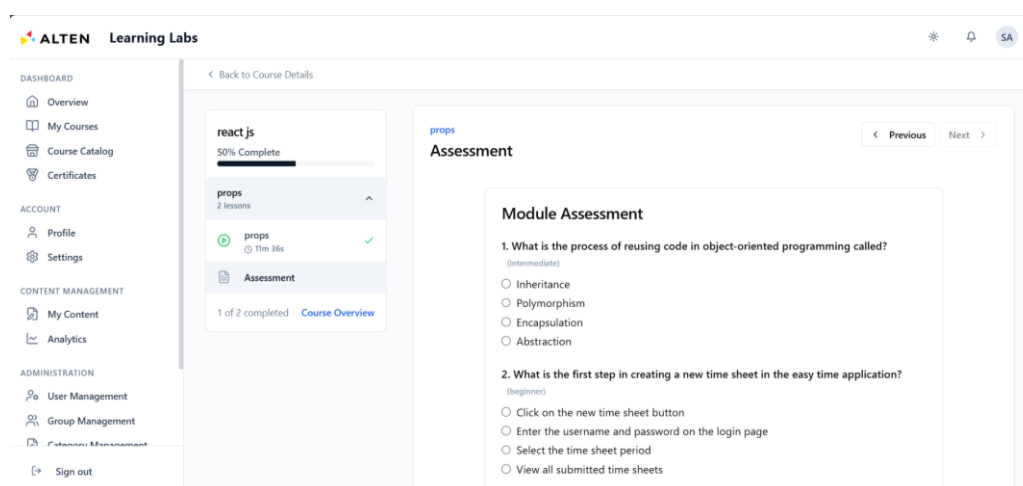 ALTEN Learning Labs
SA
DASHBOARD
Overview
My Courses
Course Catalog
Certificates
ACCOUNT
Profile
Settings
CONTENT MANAGEMENT
My Content
Analytics
ADMINISTRATION
User Management
Group Management
Category Management
Sign out
Back to Course Details
react js
50% Complete
props
2 lessons
props
11m 36s
Assessment
1 of 2 completed Course Overview
props
Assessment
Previous Next
Module Assessment
1. What is the process of reusing code in object-oriented programming called?
(intermediate)
Inheritance
Polymorphism
Encapsulation
Abstraction
2. What is the first step in creating a new time sheet in the easy time application?
(beginner)
Click on the new time sheet button
Enter the username and password on the login page
Select the time sheet period
View all submitted time sheets